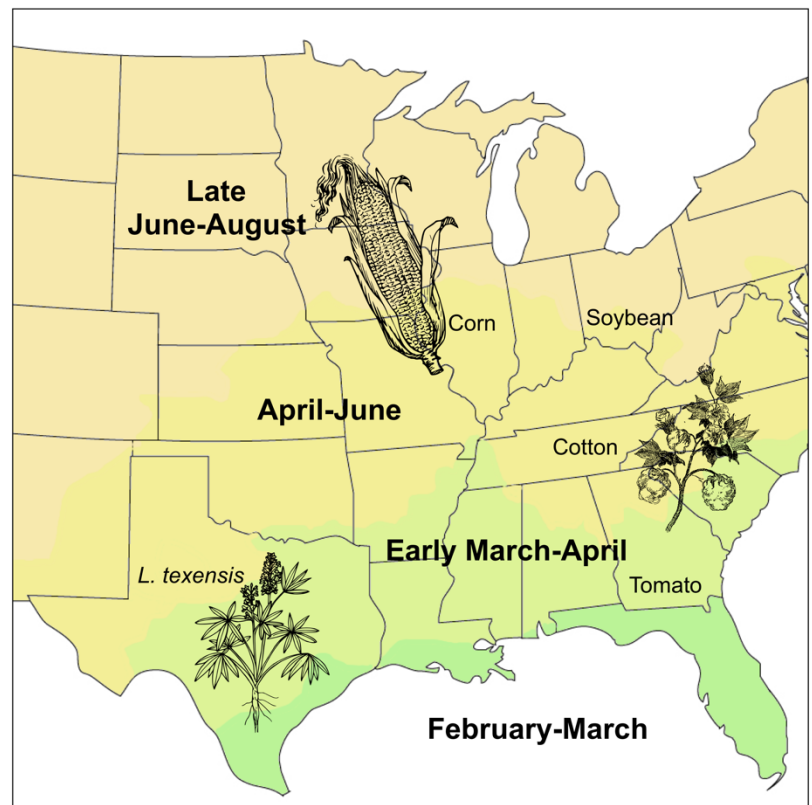 Late
June-August
Corn
Soybean
April-June
Cotton
Early March-April
L. texensis
Tomato
February-March